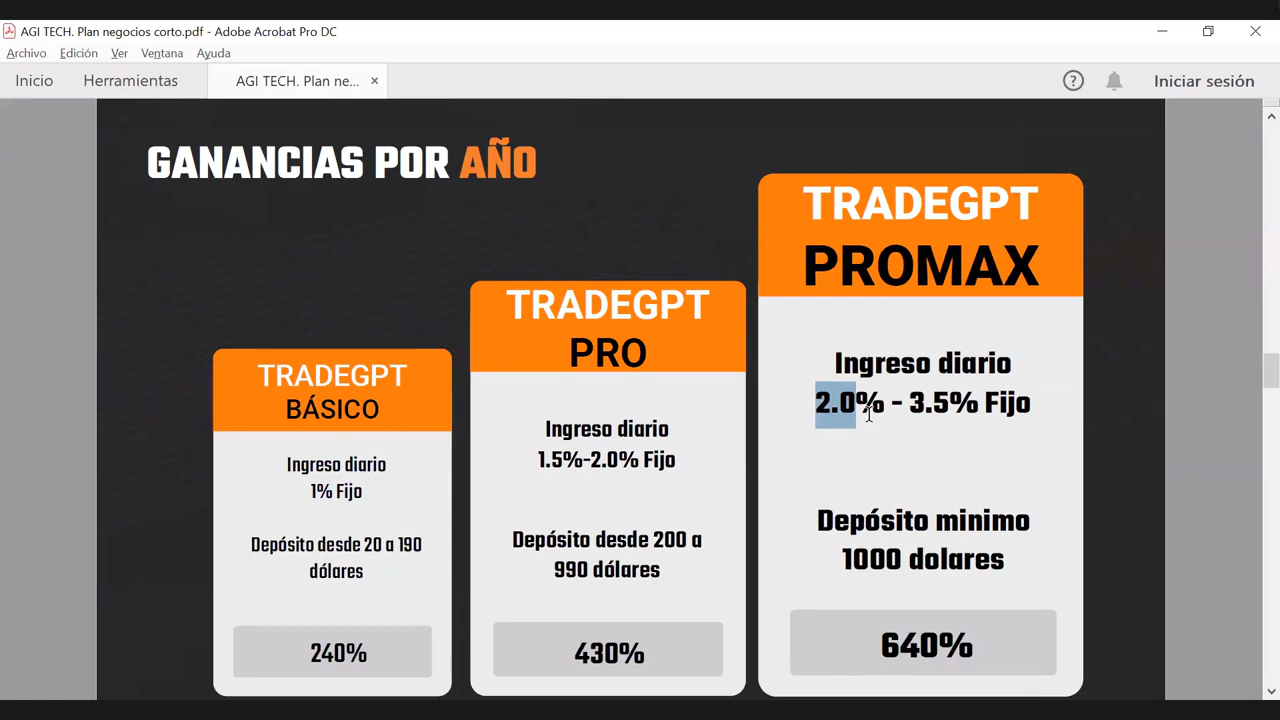 AGI TECH. Plan negocios corto.pdf - Adobe Acrobat Pro DC
Archivo Edición Ver Ventana Ayuda
Inicio Herramientas AGI TECH. Plan ne... × Iniciar sesión
GANANCIAS POR AÑO
TRADEGPT
BÁSICO
Ingreso diario
1% Fijo
Depósito desde 20 a 190
dólares
240%
TRADEGPT
PRO
Ingreso diario
1.5%-2.0% Fijo
Depósito desde 200 a
990 dólares
430%
TRADEGPT
PROMAX
Ingreso diario
2.0% - 3.5% Fijo
Depósito minimo
1000 dolares
640%